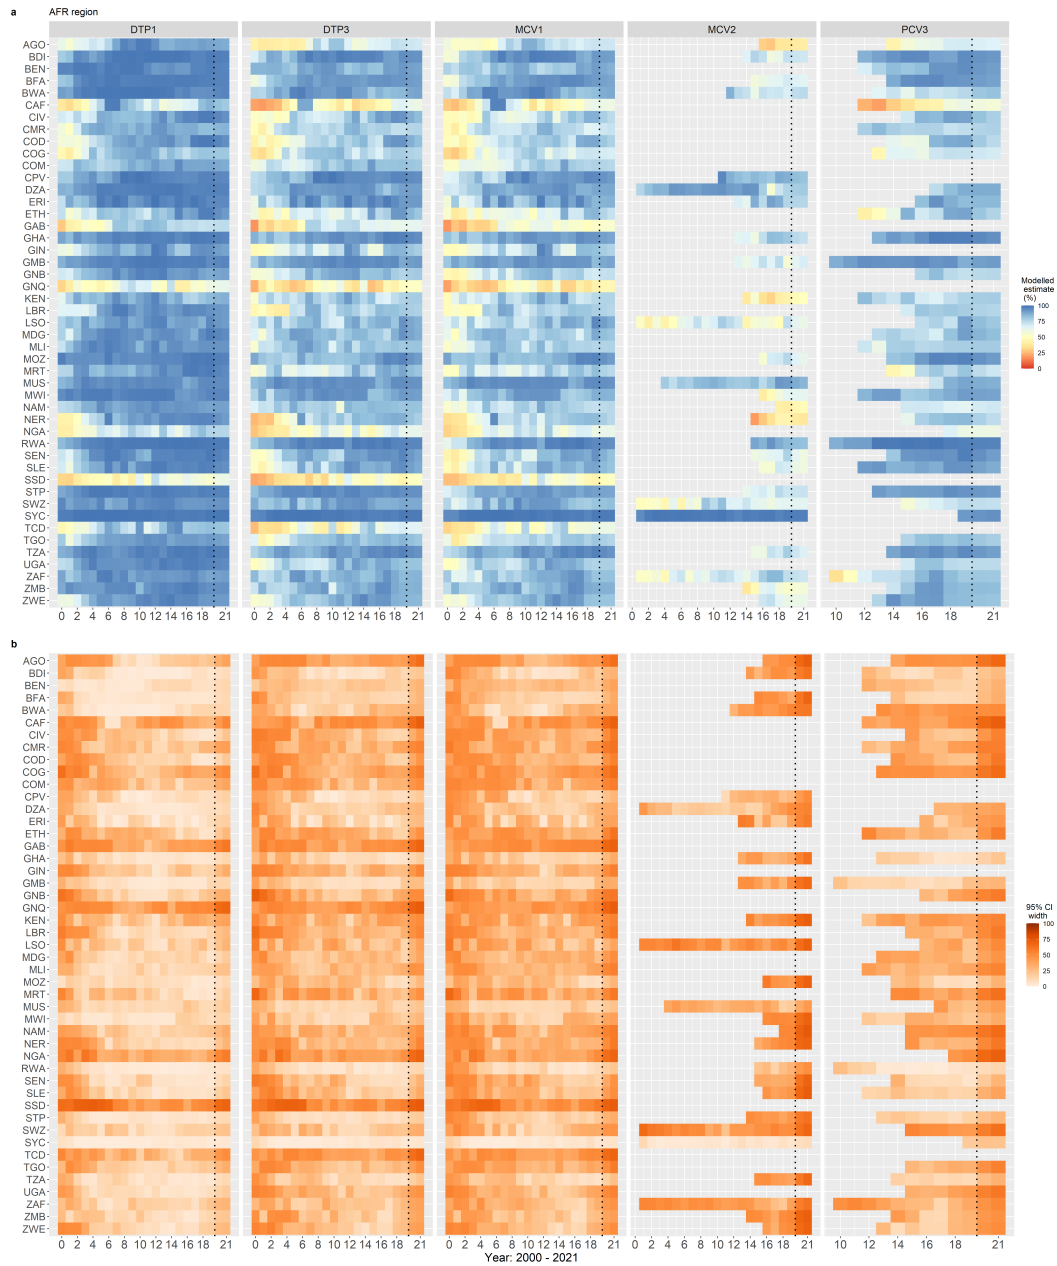 a AFR region
DTP1 DTP3 MCV1 MCV2 PCV3
AGO
BDI
BEN
BFA
BWA
CAF
CIV
CMR
COD
COG
COM
CPV
DZA
ERI
ETH
GAB
GHA
GIN
GMB
GNB
GNQ
KEN
LBR
LSO
MDG
MLI
MOZ
MRT
MUS
MWI
NAM
NER
NGA
RWA
SEN
SLE
SSD
STP
SWZ
SYC
TCD
TGO
TZA
UGA
ZAF
ZMB
ZWE
0 2 4 6 8 10 12 14 16 18 21 0 2 4 6 8 10 12 14 16 18 21 0 2 4 6 8 10 12 14 16 18 21 0 2 4 6 8 10 12 14 16 18 21 10 12 14 16 18 21
Modelled
estimate
(%)
100
75
50
25
0
b
AGO
BDI
BEN
BFA
BWA
CAF
CIV
CMR
COD
COG
COM
CPV
DZA
ERI
ETH
GAB
GHA
GIN
GMB
GNB
GNQ
KEN
LBR
LSO
MDG
MLI
MOZ
MRT
MUS
MWI
NAM
NER
NGA
RWA
SEN
SLE
SSD
STP
SWZ
SYC
TCD
TGO
TZA
UGA
ZAF
ZMB
ZWE
0 2 4 6 8 10 12 14 16 18 21 0 2 4 6 8 10 12 14 16 18 21 0 2 4 6 8 10 12 14 16 18 21 0 2 4 6 8 10 12 14 16 18 21 10 12 14 16 18 21
Year: 2000 - 2021
95% CI
width
100
75
50
25
0